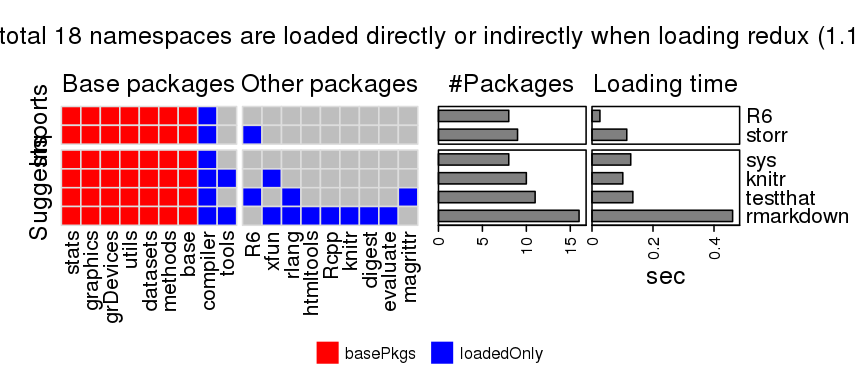 total 18 namespaces are loaded directly or indirectly when loading redux (1.1
Base packages Other packages #Packages Loading time
Imports
Suggests
R6
storr
sys
knitr
testthat
rmarkdown
stats
graphics
grDevices
utils
datasets
methods
base
compiler
tools
R6
xfun
rlang
htmltools
Rcpp
knitr
digest
evaluate
magrittr
0 5 10 15
0 0.2 0.4
sec
basePkgs loadedOnly